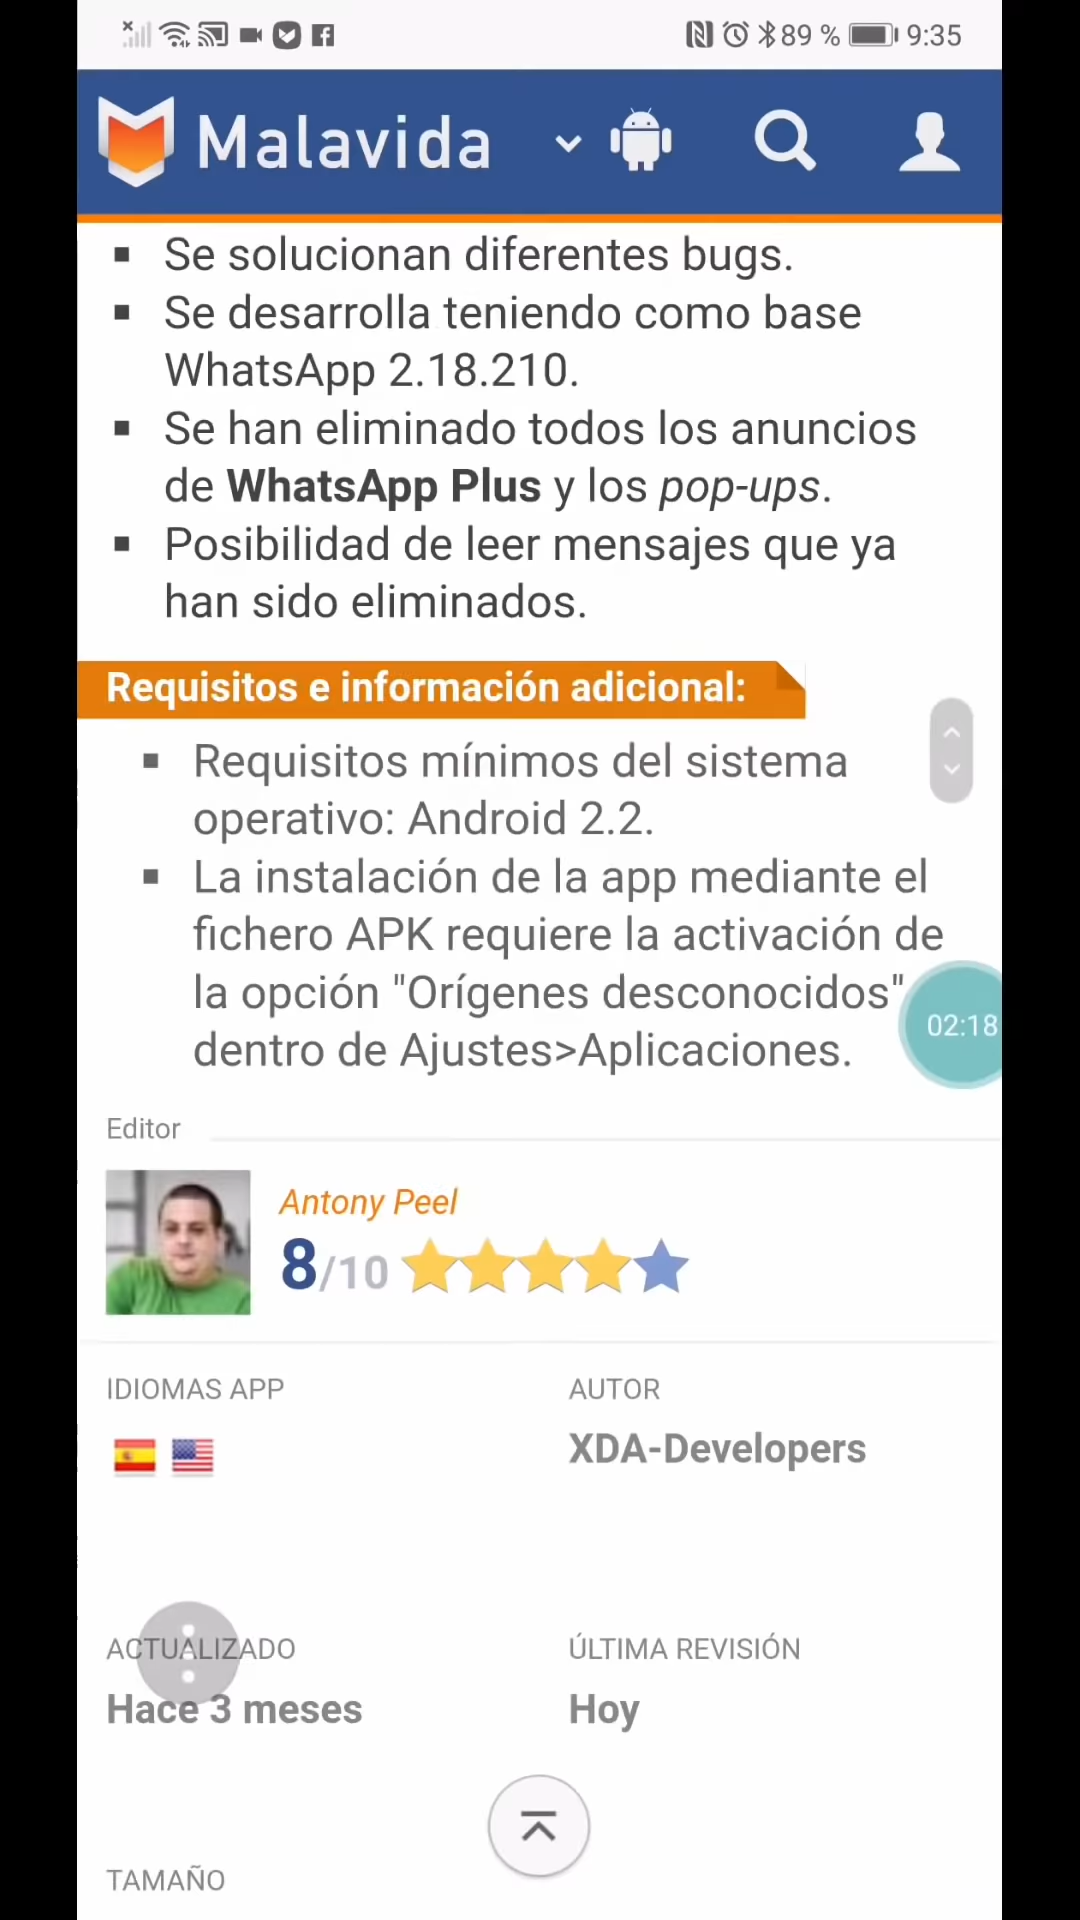 89 % 9:35
Malavida
Se solucionan diferentes bugs.
Se desarrolla teniendo como base
WhatsApp 2.18.210.
Se han eliminado todos los anuncios
de WhatsApp Plus y los pop-ups.
Posibilidad de leer mensajes que ya
han sido eliminados.
Requisitos e información adicional:
Requisitos mínimos del sistema
operativo: Android 2.2.
La instalación de la app mediante el
fichero APK requiere la activación de
la opción "Orígenes desconocidos"
dentro de Ajustes>Aplicaciones.
02:18
Editor
Antony Peel
8/10
IDIOMAS APP
AUTOR
XDA-Developers
ACTUALIZADO
Hace 3 meses
ÚLTIMA REVISIÓN
Hoy
TAMAÑO